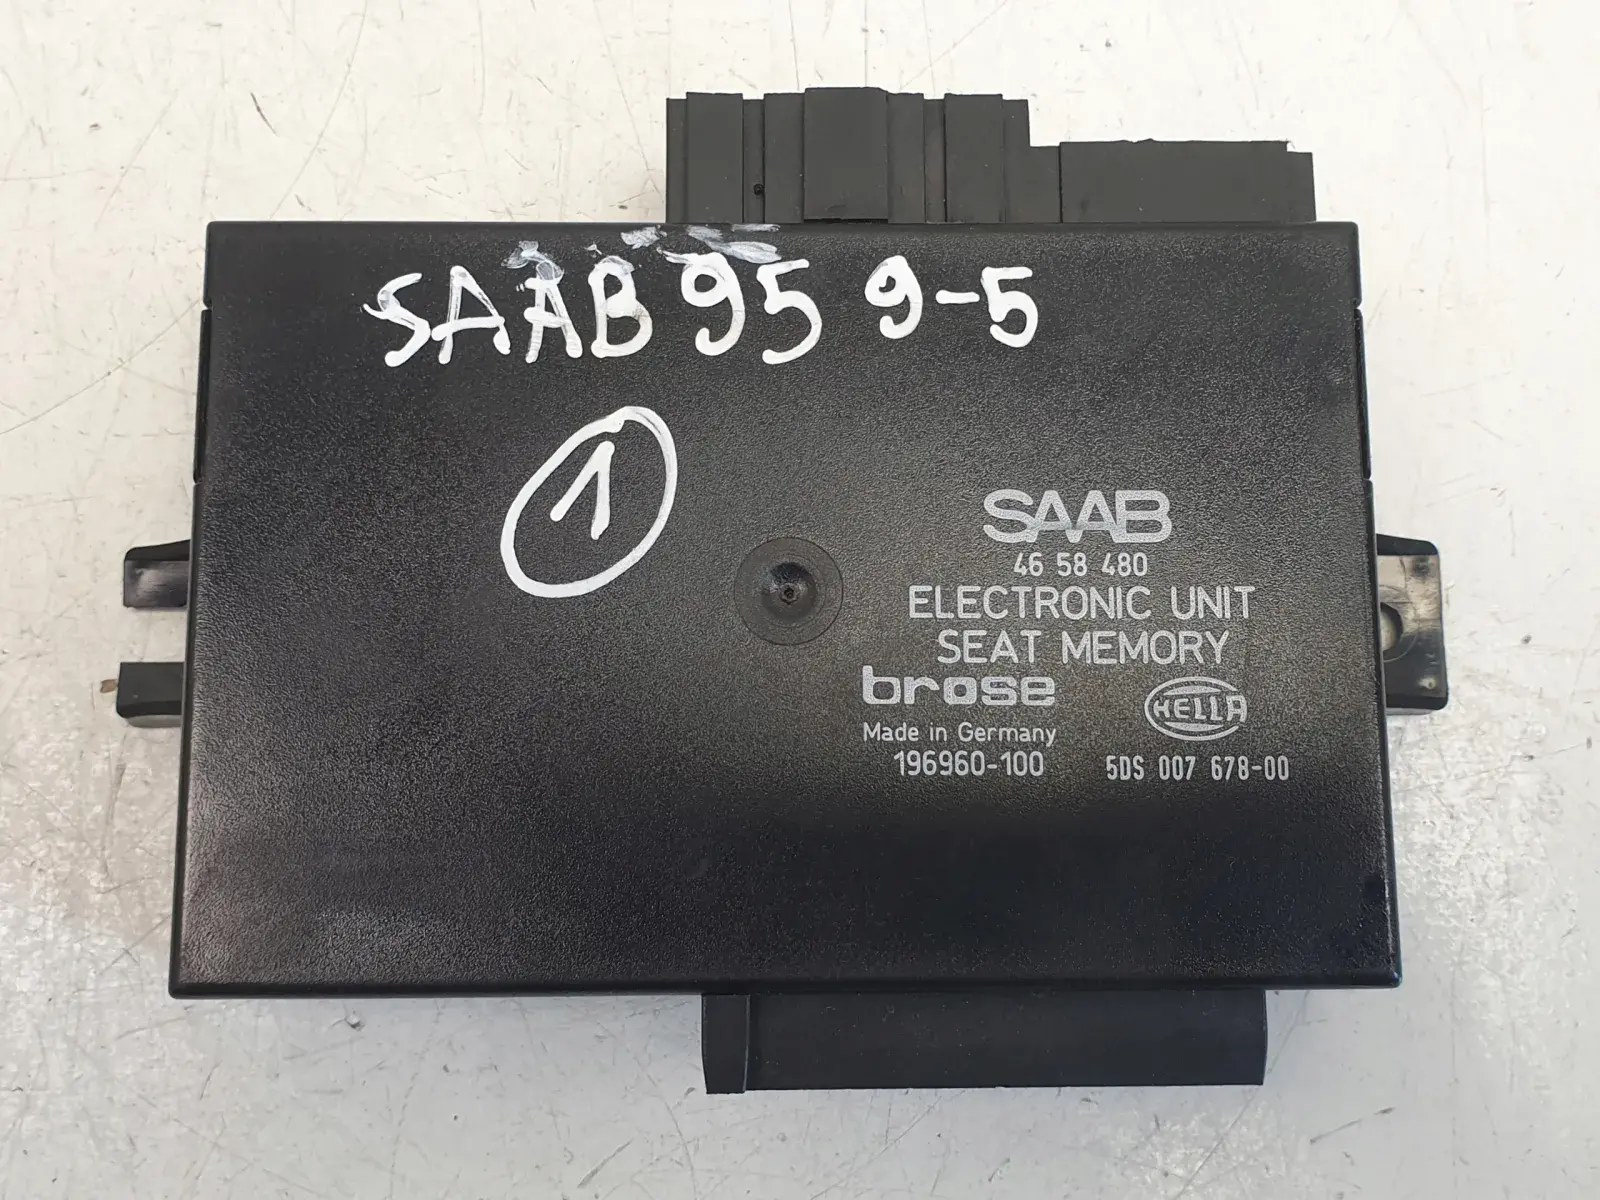 SAAB 95 9-5
1
SAAB
46 58 480
ELECTRONIC UNIT
SEAT MEMORY
brose
HELLA
Made in Germany
196960-100
5DS 007 678-00